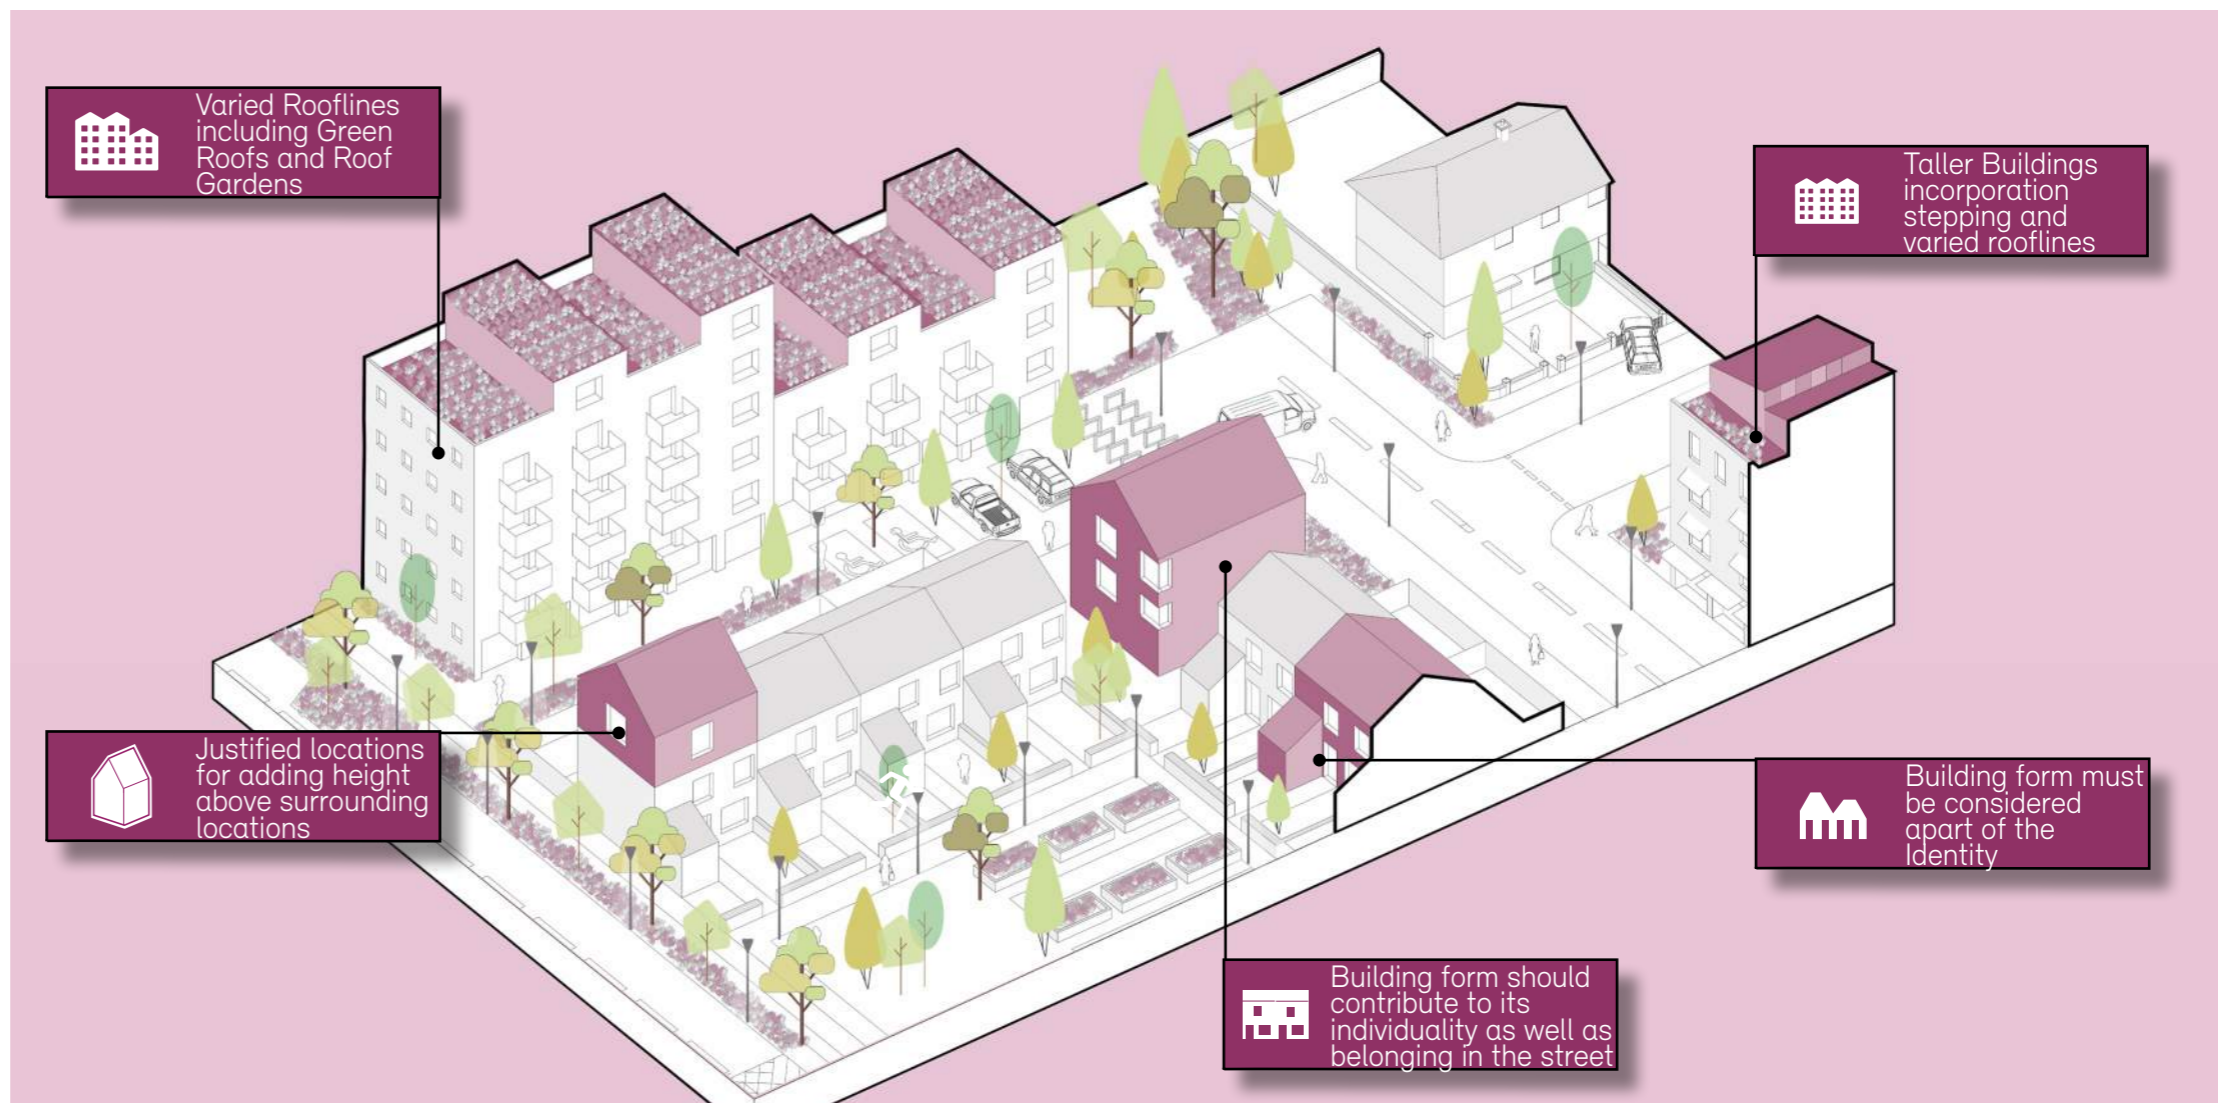 Varied Rooflines
including Green
Roofs and Roof
Gardens
Taller Buildings
incorporation
stepping and
varied rooflines
Justified locations
for adding height
above surrounding
locations
Building form must
be considered
apart of the
Identity
Building form should
contribute to its
individuality as well as
belonging in the street